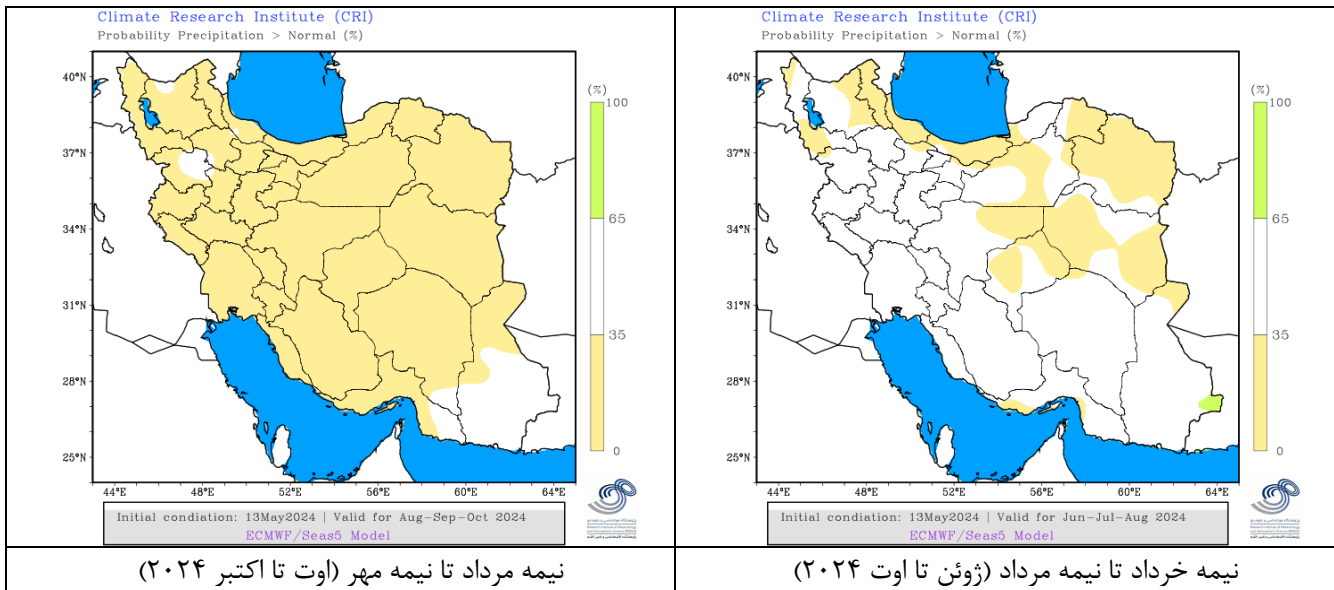 Climate Research Institute (CRI)
Probability Precipitation > Normal (%)
40°N
37°N
34°N
31°N
28°N
25°N
44°E 48°E 52°E 56°E 60°E 64°E
(%)
100
65
35
0
Initial condiation: 13May2024 | Valid for Jun-Jul-Aug 2024
ECMWF/Seas5 Model
نیمه خرداد تا نیمه مرداد (ژوئن تا اوت ۲۰۲۴)
Climate Research Institute (CRI)
Probability Precipitation > Normal (%)
40°N
37°N
34°N
31°N
28°N
25°N
44°E 48°E 52°E 56°E 60°E 64°E
(%)
100
65
35
0
Initial condiation: 13May2024 | Valid for Aug-Sep-Oct 2024
ECMWF/Seas5 Model
نیمه مرداد تا نیمه مهر (اوت تا اکتبر ۲۰۲۴)